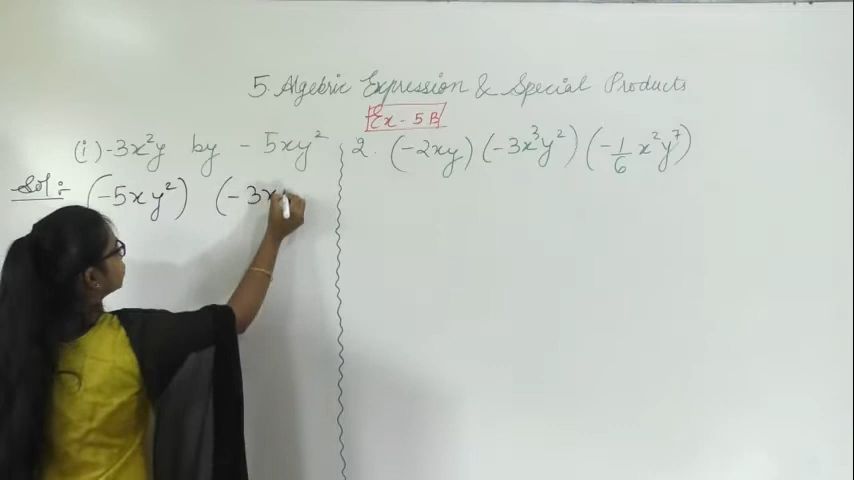 5. Algebric Expression & Special Products
Ex - 5B
(i) -3x²y by - 5xy²
Sol:- (-5xy²) (-3x
2. (-2xy) (-3x³y²) (-1/6 x²y⁷)